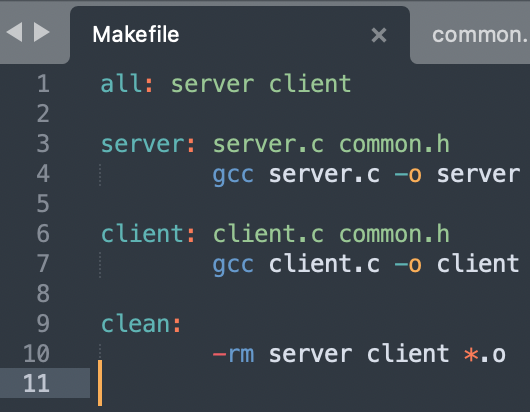 Makefile × common.
1 all: server client
2
3 server: server.c common.h
4 gcc server.c -o server
5
6 client: client.c common.h
7 gcc client.c -o client
8
9 clean:
10 -rm server client *.o
11